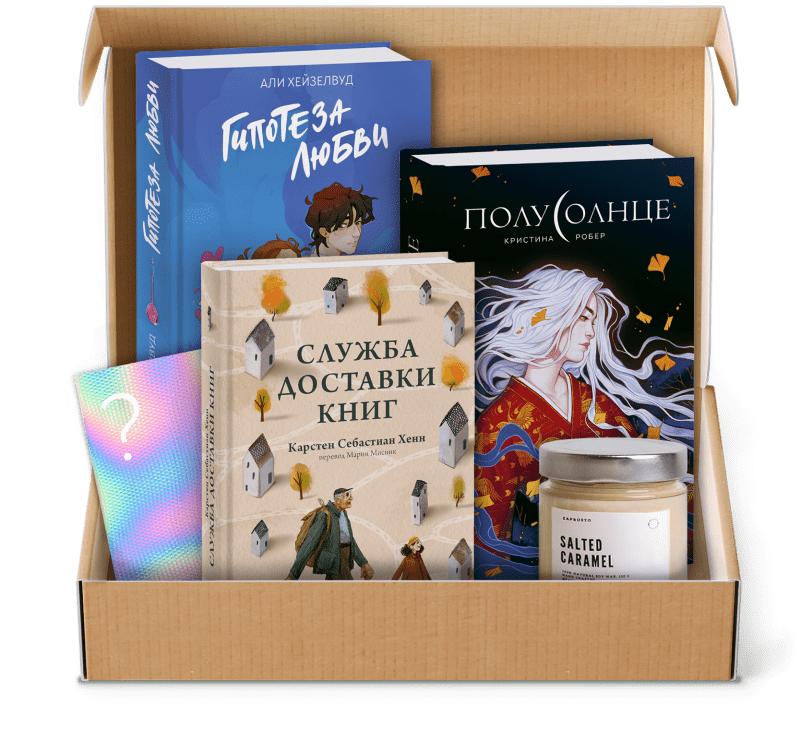 АЛИ ХЕЙЗЕЛВУД
ГИПОТЕЗА
ЛЮБВИ
ГИПОТЕЗА ЛЮБВИ
ПОЛУСОЛНЦЕ
КРИСТИНА РОБЕР
СЛУЖБА
ДОСТАВКИ
КНИГ
Карстен Себастиан Хенн
перевод Марии
Карстен Себастиан Хенн
СЛУЖБА ДОСТАВКИ КНИГ
?
SALTED
CARAMEL